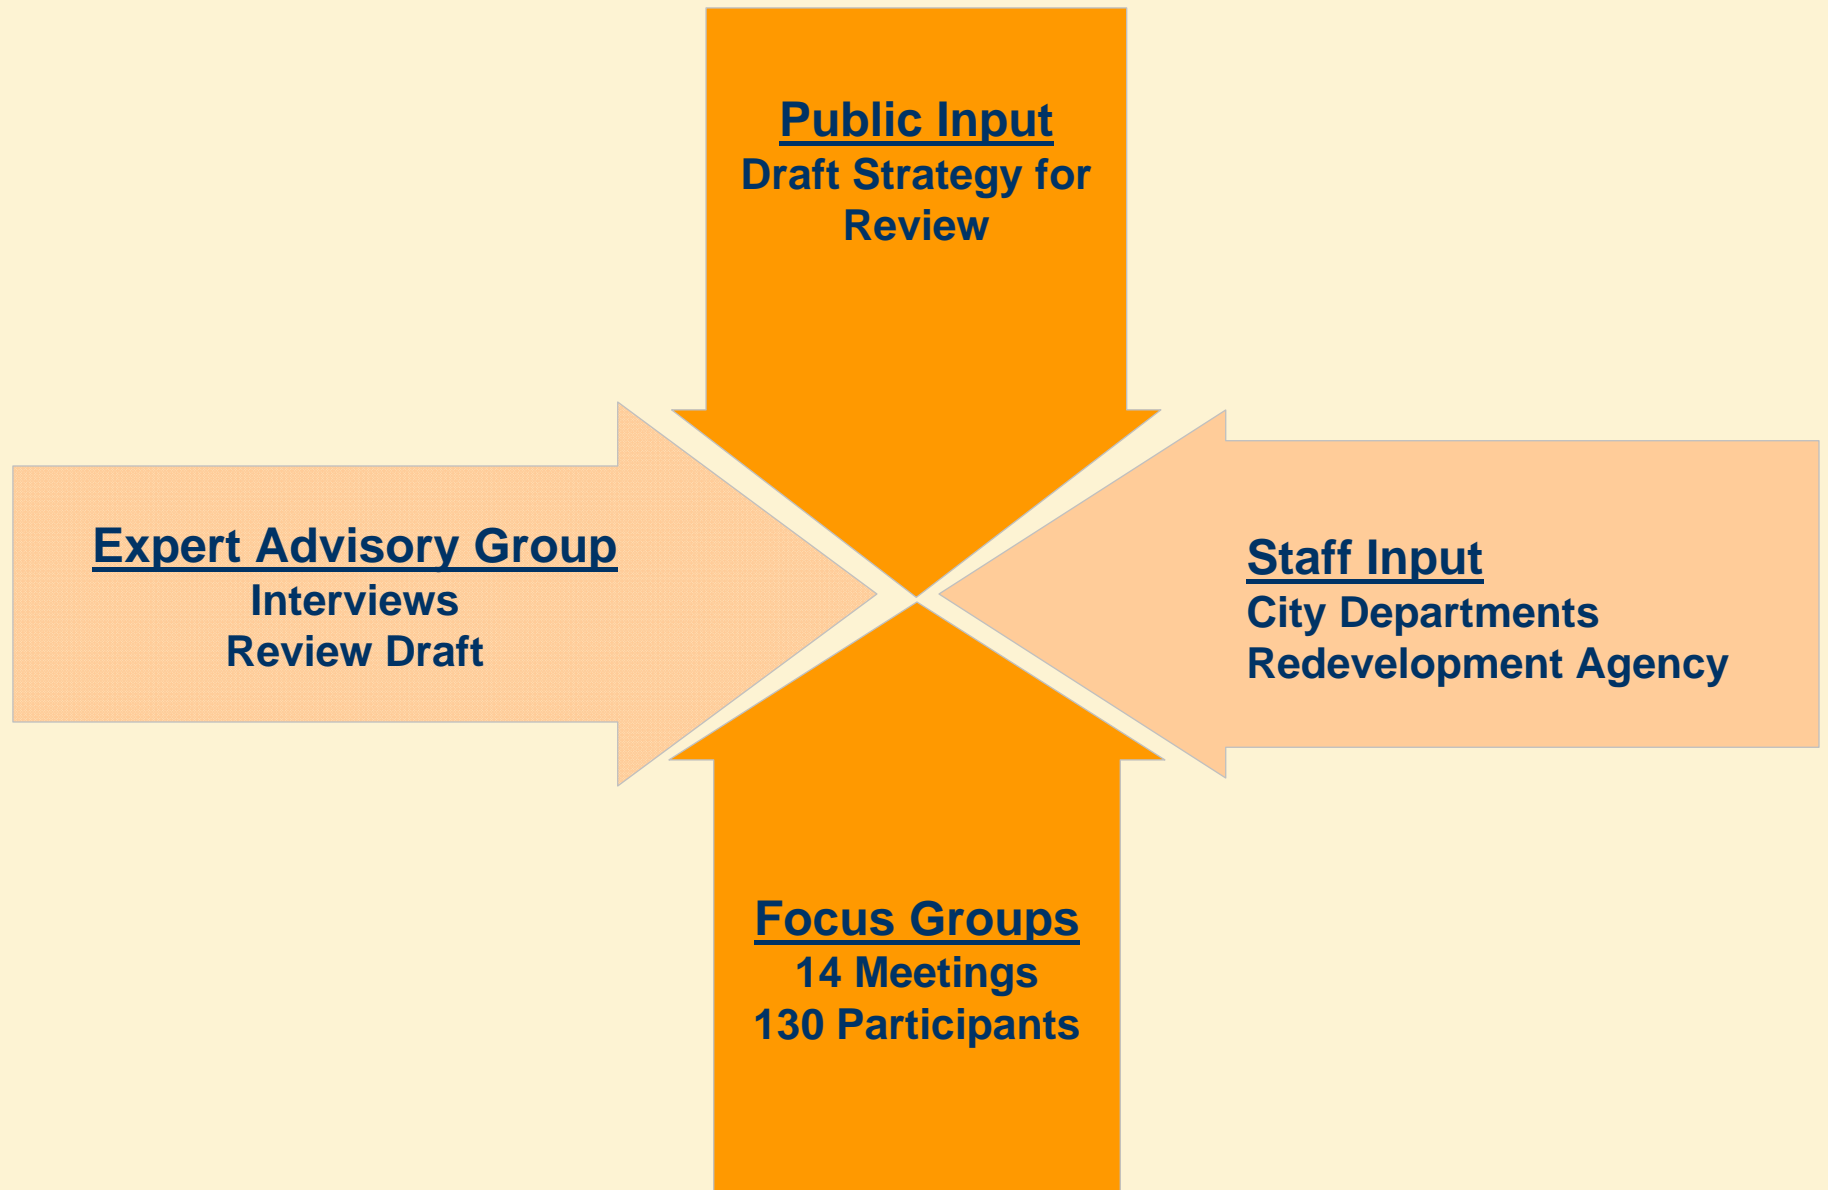 Public Input
Draft Strategy for
Review
Expert Advisory Group
Interviews
Review Draft
Staff Input
City Departments
Redevelopment Agency
Focus Groups
14 Meetings
130 Participants